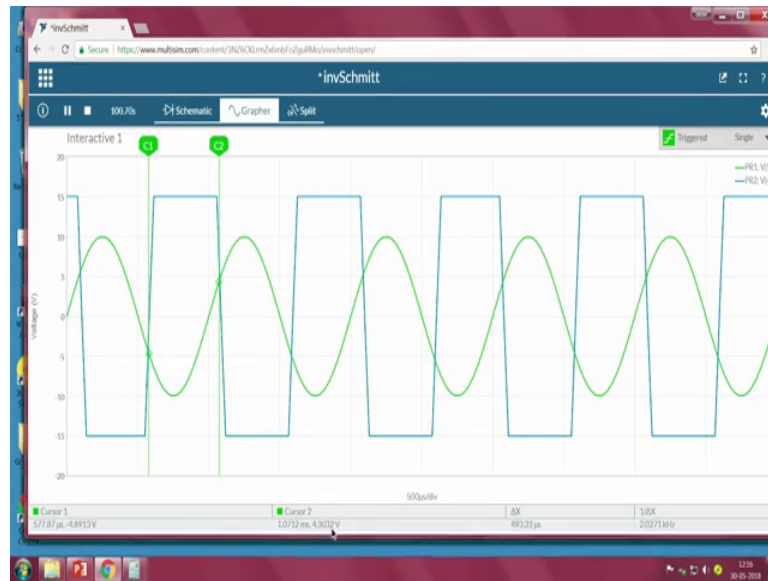 *invSchmitt
Secure | https://www.multisim.com/content/
/invschmitt/open/
*invSchmitt
100.70s
Schematic
Grapher
Split
Interactive 1
Triggered
Single
C1
C2
PR1: V(
PR2: V(
20
15
10
5
0
-5
-10
-15
-20
Voltage (V)
500µs/div
Cursor 1
Cursor 2
ΔX
1/ΔX
577.87 µs, -4.6913 V
1.0712 ms, 4.3032 V
493.31 µs
2.0271 kHz
12:16
30-05-2018